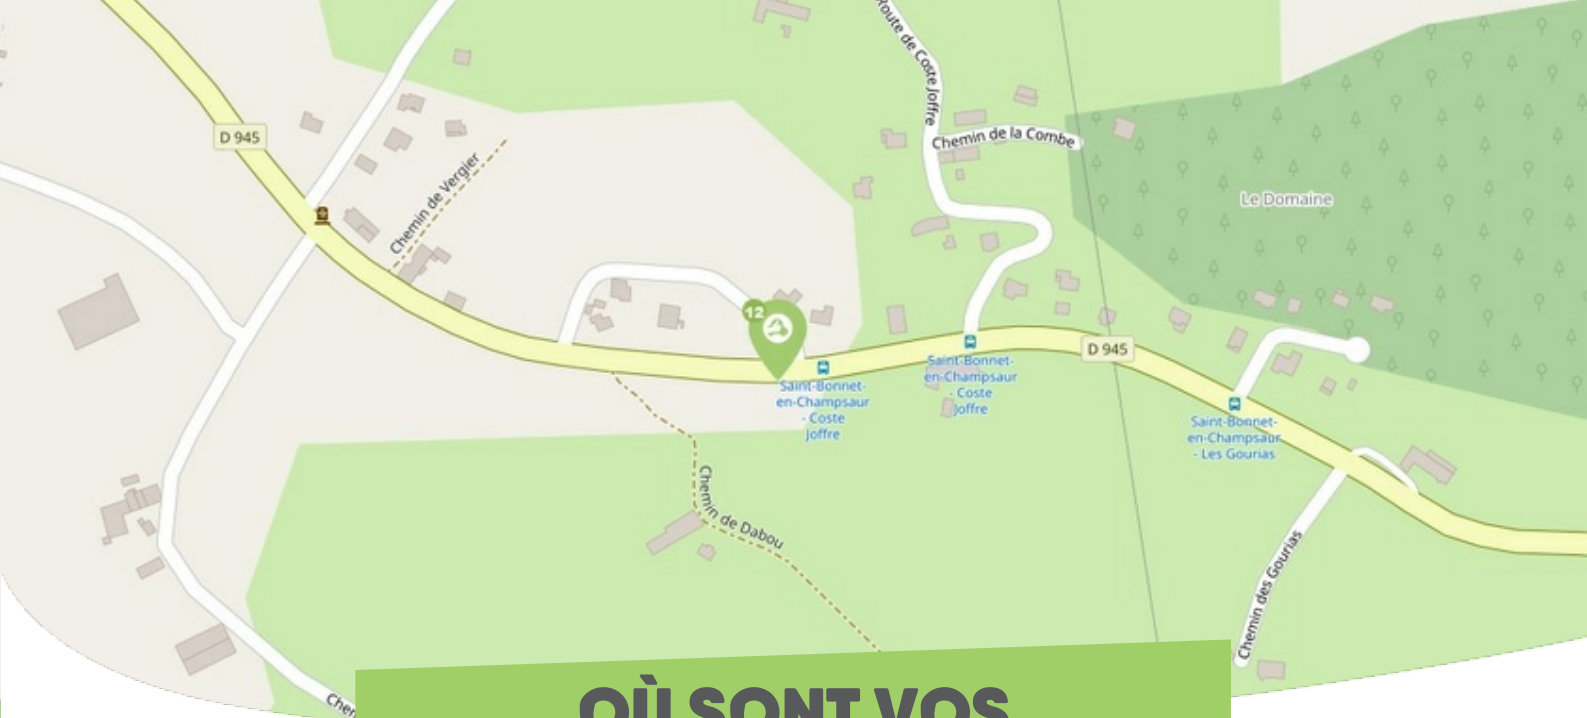 Route de Coste Joffre
D 945
Chemin de la Combe
Chemin de Vergier
Le Domaine
12
D 945
Saint-Bonnet-
en-Champsaur
- Coste
Joffre
Saint-Bonnet-
en-Champsaur
- Coste
Joffre
Saint-Bonnet-
en-Champsaur
- Les Gourias
Chemin de Dabou
Chemin des Gourias
OÙ SONT VOS